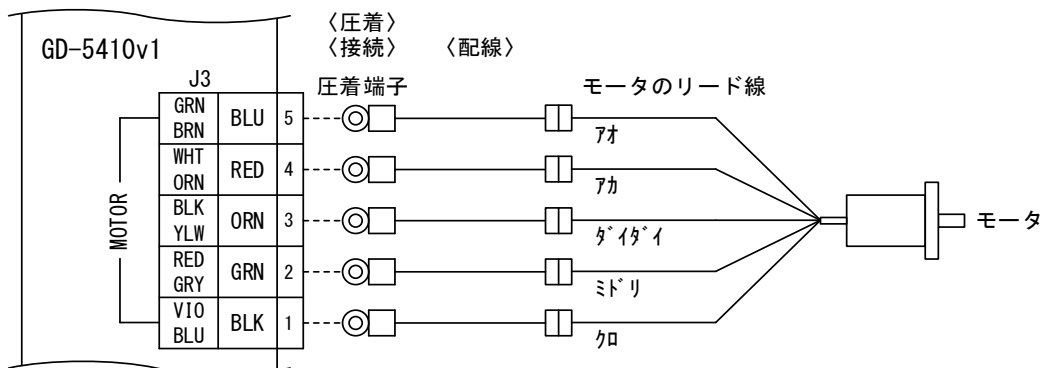 〈圧着〉
〈接続〉 〈配線〉
GD-5410v1
J3
圧着端子
モータのリード線
GRN
BRN
BLU
5
アオ
WHT
ORN
RED
4
アカ
BLK
YLW
ORN
3
ダイダイ
RED
GRY
GRN
2
ミドリ
VIO
BLU
BLK
1
クロ
MOTOR
モータ